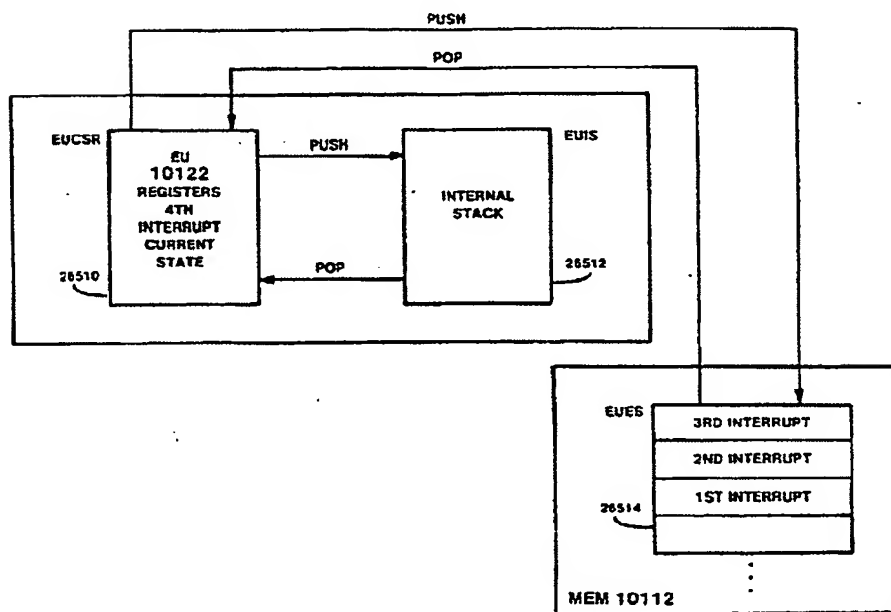 PUSH
POP
EUCSR
EU
10122
REGISTERS
4TH
INTERRUPT
CURRENT
STATE
26510
PUSH
POP
EUIS
INTERNAL
STACK
26512
EUES
3RD INTERRUPT
2ND INTERRUPT
1ST INTERRUPT
26514
MEM 10112